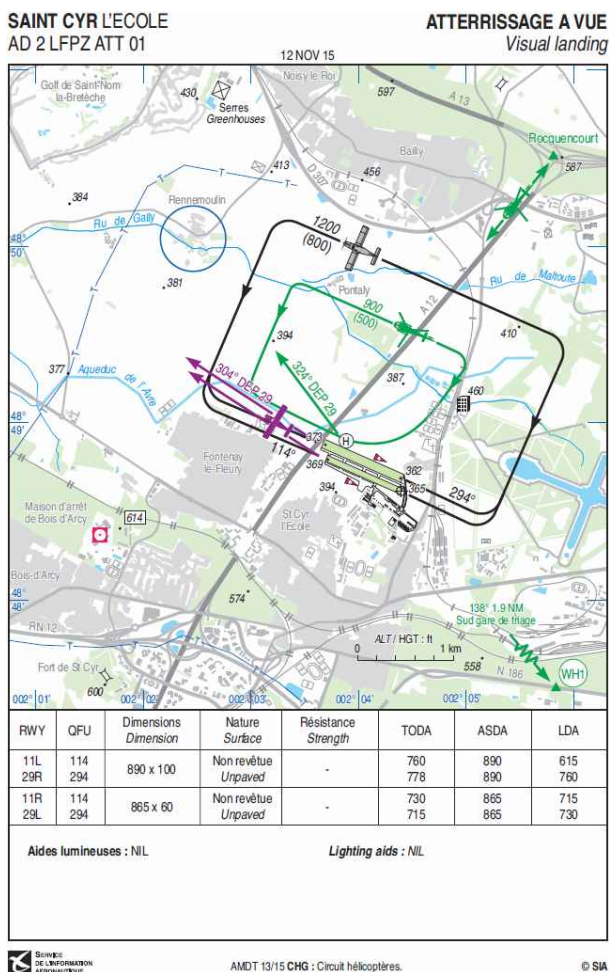 SAINT CYR L'ECOLE
AD 2 LFPZ ATT 01
ATTERRISSAGE A VUE
Visual landing
12 NOV 15
Golf de Saint-Nom
la-Bretèche
430
Serres
Greenhouses
Noisy le Roi
597
A 13
Rocquencourt
587
Bailly
D 307
456
413
384
Rennemoulin
Ru de Gally
1200
(800)
48°
50'
Ru de Maltoute
381
Pontaly
900
(500)
A 12
410
394
324° DEP 29
304° DEP 29
387
377
Aqueduc de l'Avre
460
48°
49'
373
H
114°
369
362
365
294°
Fontenay
le-Fleury
394
St Cyr
l'Ecole
Maison d'arrêt
de Bois d'Arcy
614
Bois-d'Arcy
574
48°
48'
138° 1.9 NM
Sud gare de triage
RN 12
ALT / HGT : ft
0 1 km
558
N 186
WH1
Fort de St Cyr
600
002° 01' 002° 02' 002° 03' 002° 04' 002° 05'
RWY QFU Dimensions Nature Résistance TODA ASDA LDA
Dimension Surface Strength
11L 114 890 x 100 Non revêtue - 760 890 615
29R 294 Unpaved 778 890 760
11R 114 865 x 60 Non revêtue - 730 865 715
29L 294 Unpaved 715 865 730
Aides lumineuses : NIL Lighting aids : NIL
SERVICE
DE L'INFORMATION
AERONAUTIQUE
AMDT 13/15 CHG : Circuit hélicoptères.
© SIA